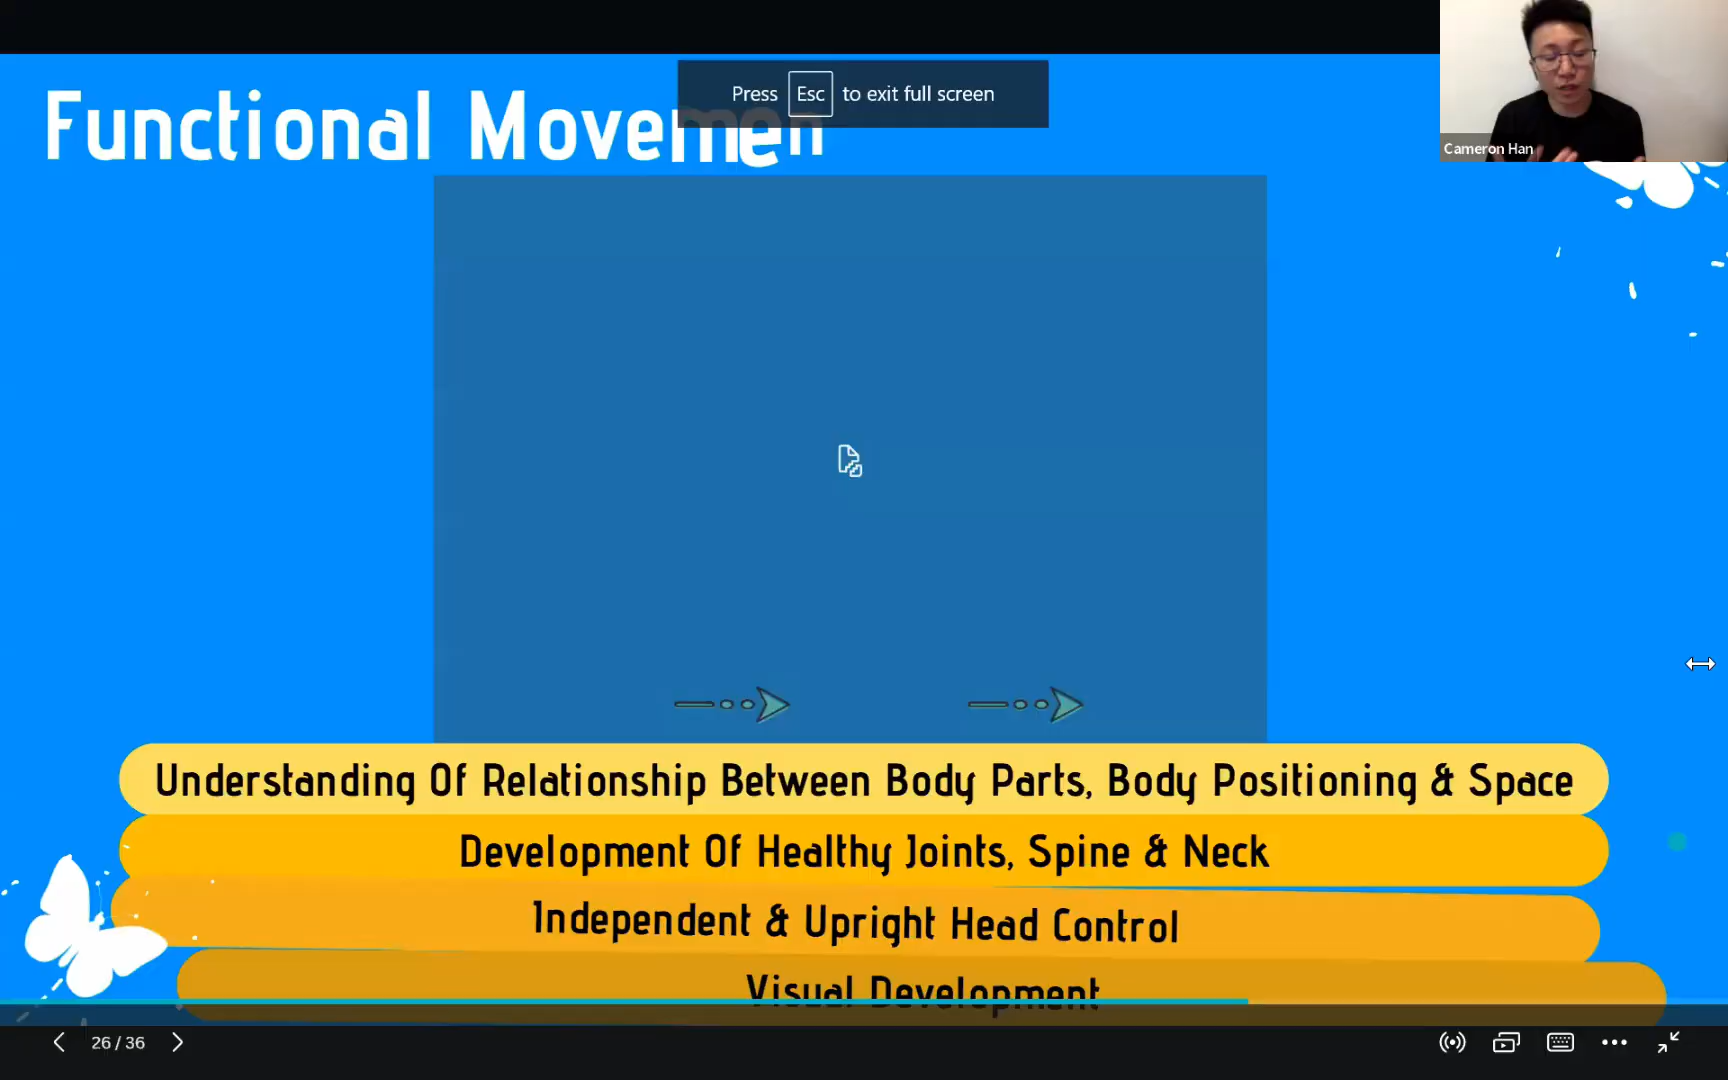 Press Esc to exit full screen
Functional Movemen
Cameron Han
Understanding Of Relationship Between Body Parts, Body Positioning & Space
Development Of Healthy Joints, Spine & Neck
Independent & Upright Head Control
Visual Development
26 / 36